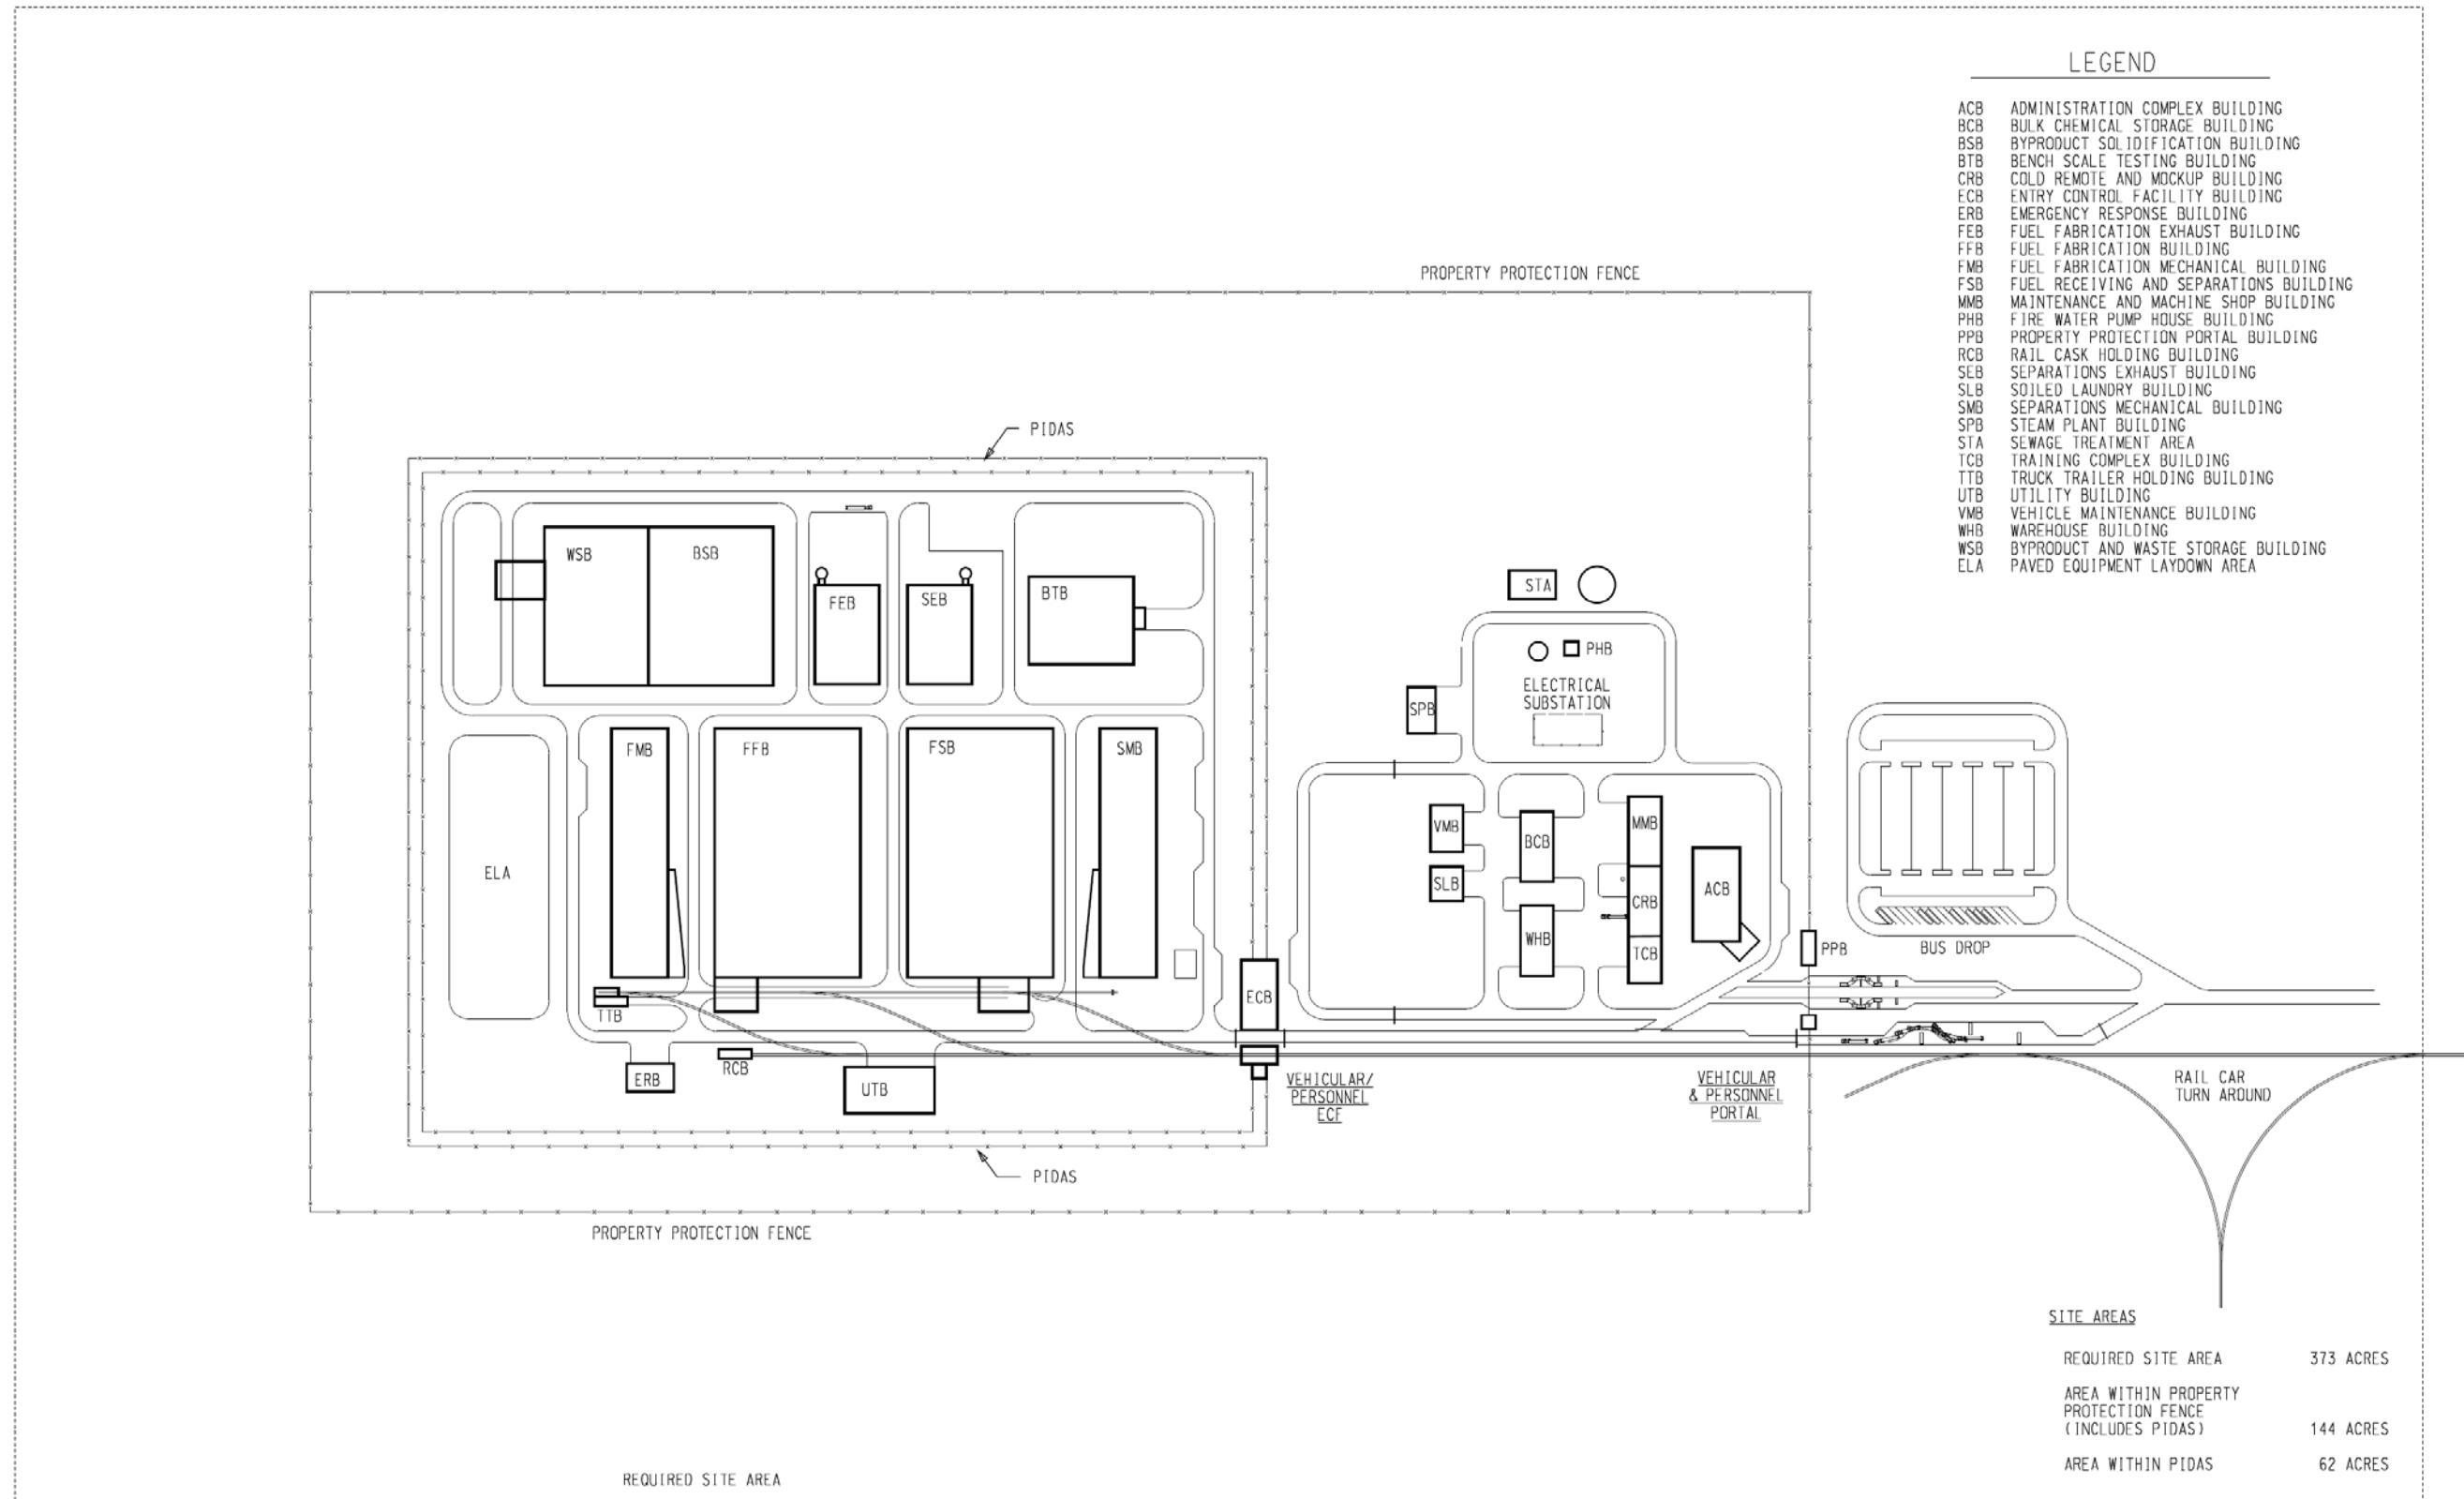 LEGEND
ACB ADMINISTRATION COMPLEX BUILDING
BCB BULK CHEMICAL STORAGE BUILDING
BSB BYPRODUCT SOLIDIFICATION BUILDING
BTB BENCH SCALE TESTING BUILDING
CRB COLD REMOTE AND MOCKUP BUILDING
ECB ENTRY CONTROL FACILITY BUILDING
ERB EMERGENCY RESPONSE BUILDING
FEB FUEL FABRICATION EXHAUST BUILDING
FFB FUEL FABRICATION BUILDING
FMB FUEL FABRICATION MECHANICAL BUILDING
FSB FUEL RECEIVING AND SEPARATIONS BUILDING
MMB MAINTENANCE AND MACHINE SHOP BUILDING
PHB FIRE WATER PUMP HOUSE BUILDING
PPB PROPERTY PROTECTION PORTAL BUILDING
RCB RAIL CASK HOLDING BUILDING
SEB SEPARATIONS EXHAUST BUILDING
SLB SOILED LAUNDRY BUILDING
SMB SEPARATIONS MECHANICAL BUILDING
SPB STEAM PLANT BUILDING
STA SEWAGE TREATMENT AREA
TCB TRAINING COMPLEX BUILDING
TTB TRUCK TRAILER HOLDING BUILDING
UTB UTILITY BUILDING
VMB VEHICLE MAINTENANCE BUILDING
WHB WAREHOUSE BUILDING
WSB BYPRODUCT AND WASTE STORAGE BUILDING
ELA PAVED EQUIPMENT LAYDOWN AREA
PROPERTY PROTECTION FENCE
PIDAS
WSB
BSB
FEB
SEB
BTB
STA
PHB
ELECTRICAL
SUBSTATION
SPB
FMB
FFB
FSB
SMB
VMB
BCB
MMB
ELA
SLB
ACB
CRB
WHB
TCB
PPB
BUS DROP
ECB
TTB
RCB
ERB
UTB
VEHICULAR/
PERSONNEL
ECF
VEHICULAR
& PERSONNEL
PORTAL
RAIL CAR
TURN AROUND
PIDAS
PROPERTY PROTECTION FENCE
SITE AREAS
REQUIRED SITE AREA 373 ACRES
AREA WITHIN PROPERTY
PROTECTION FENCE
(INCLUDES PIDAS) 144 ACRES
AREA WITHIN PIDAS 62 ACRES
REQUIRED SITE AREA